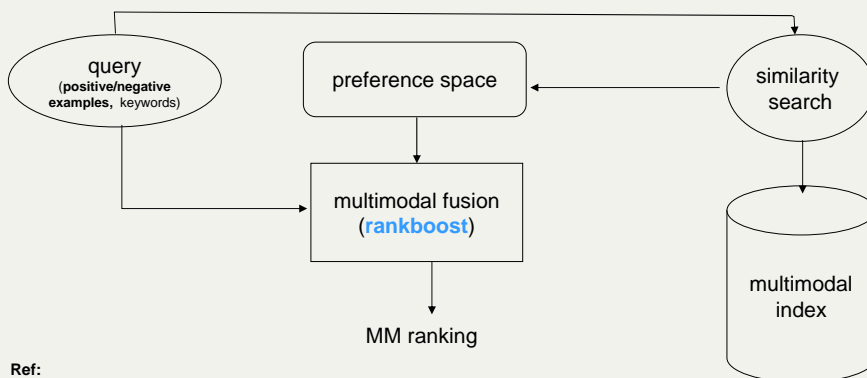 query
(positive/negative
examples, keywords)
preference space
similarity
search
multimodal fusion
(rankboost)
multimodal
index
MM ranking
Ref: